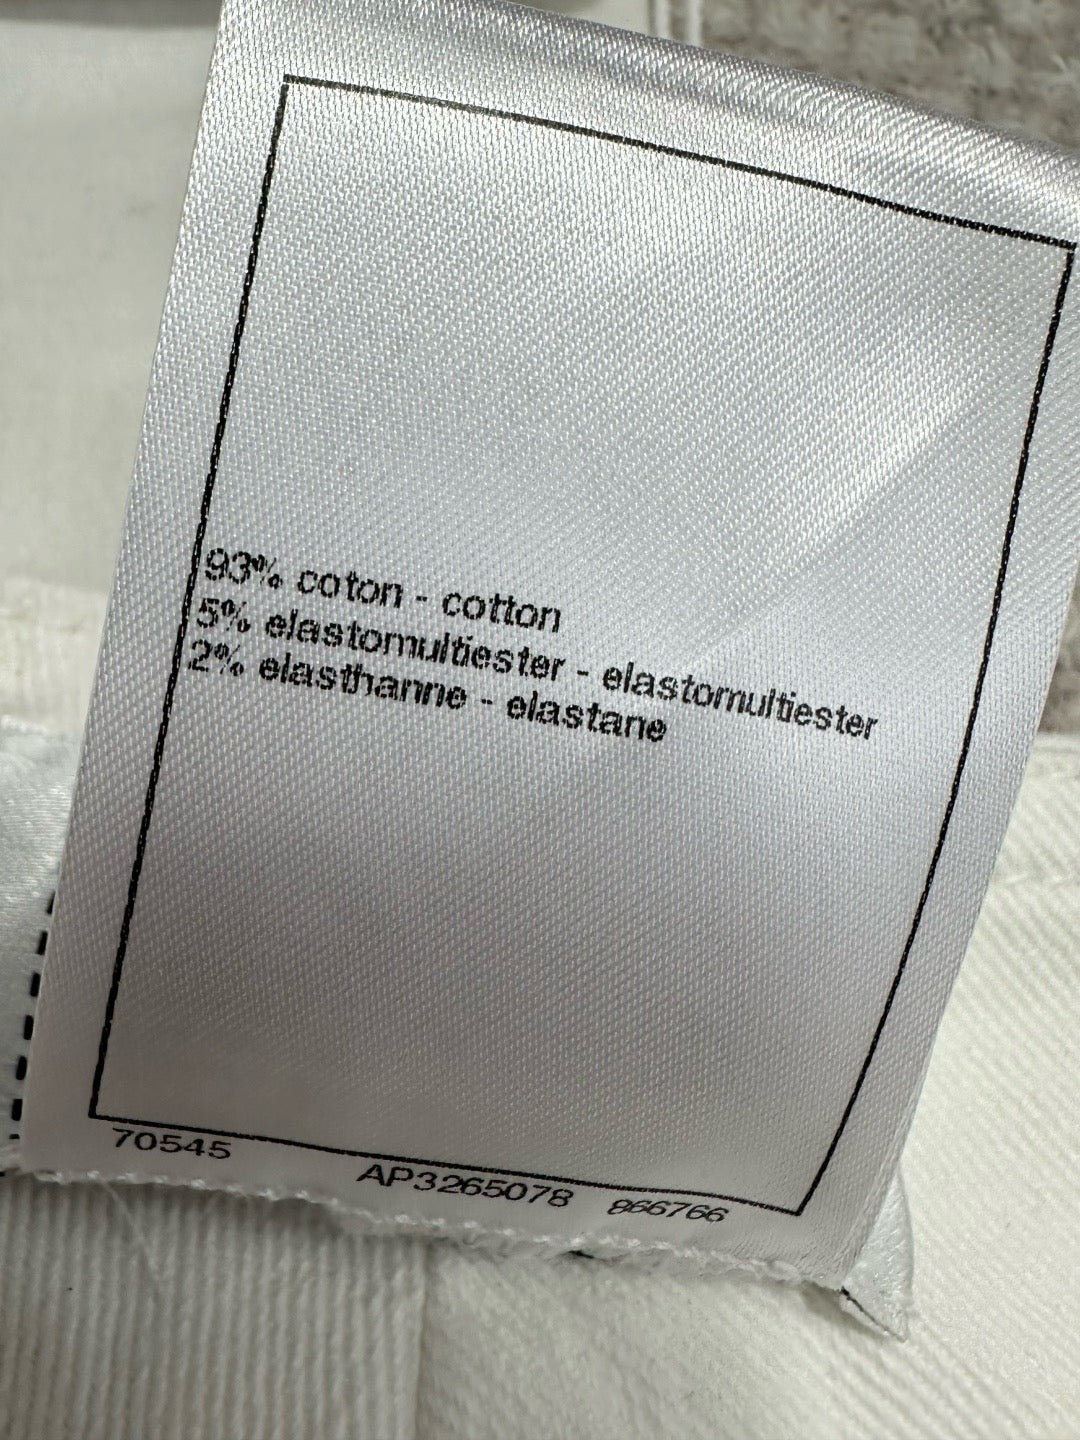 93% coton - cotton
5% elastomultiester - elastomultiester
2% elasthanne - elastane
70545 AP3265078 866766